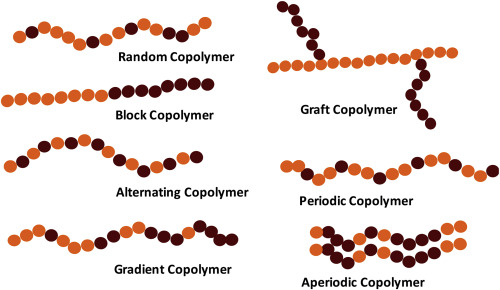 Random Copolymer
Block Copolymer
Alternating Copolymer
Gradient Copolymer
Graft Copolymer
Periodic Copolymer
Aperiodic Copolymer